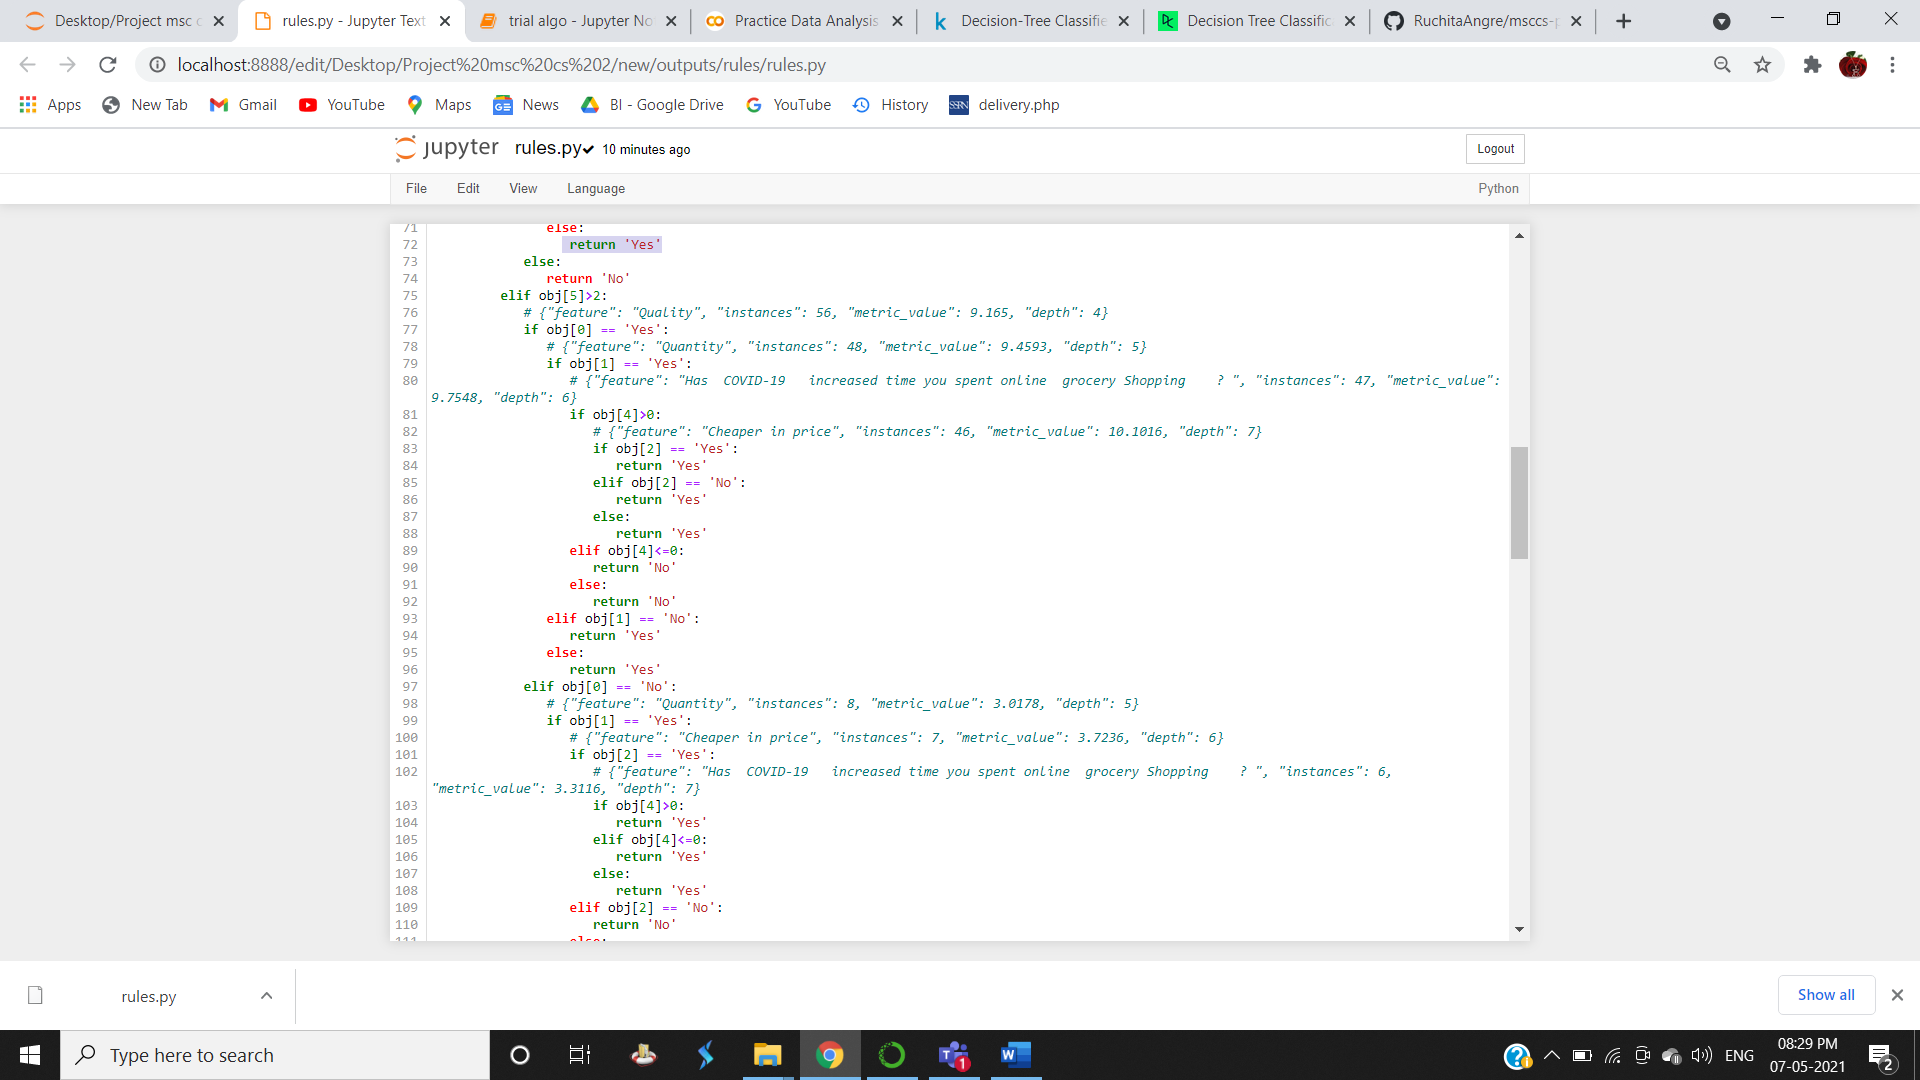 Desktop/Project msc c
rules.py - Jupyter Text
trial algo - Jupyter No
Practice Data Analysis
Decision-Tree Classifie
Decision Tree Classific
RuchitaAngre/msccs-p
localhost:8888/edit/Desktop/Project%20msc%20cs%202/new/outputs/rules/rules.py
Apps New Tab Gmail YouTube Maps News BI - Google Drive YouTube History SSRN delivery.php
jupyter rules.py 10 minutes ago Logout
File Edit View Language Python
71 else:
72 return 'Yes'
73 else:
74 return 'No'
75 elif obj[5]>2:
76 # {"feature": "Quality", "instances": 56, "metric_value": 9.165, "depth": 4}
77 if obj[0] == 'Yes':
78 # {"feature": "Quantity", "instances": 48, "metric_value": 9.4593, "depth": 5}
79 if obj[1] == 'Yes':
80 # {"feature": "Has  COVID-19   increased time you spent online  grocery Shopping    ? ", "instances": 47, "metric_value":
9.7548, "depth": 6}
81 if obj[4]>0:
82 # {"feature": "Cheaper in price", "instances": 46, "metric_value": 10.1016, "depth": 7}
83 if obj[2] == 'Yes':
84 return 'Yes'
85 elif obj[2] == 'No':
86 return 'Yes'
87 else:
88 return 'Yes'
89 elif obj[4]<=0:
90 return 'No'
91 else:
92 return 'No'
93 elif obj[1] == 'No':
94 return 'Yes'
95 else:
96 return 'Yes'
97 elif obj[0] == 'No':
98 # {"feature": "Quantity", "instances": 8, "metric_value": 3.0178, "depth": 5}
99 if obj[1] == 'Yes':
100 # {"feature": "Cheaper in price", "instances": 7, "metric_value": 3.7236, "depth": 6}
101 if obj[2] == 'Yes':
102 # {"feature": "Has  COVID-19   increased time you spent online  grocery Shopping    ? ", "instances": 6,
"metric_value": 3.3116, "depth": 7}
103 if obj[4]>0:
104 return 'Yes'
105 elif obj[4]<=0:
106 return 'Yes'
107 else:
108 return 'Yes'
109 elif obj[2] == 'No':
110 return 'No'
111 else:
rules.py Show all
Type here to search
ENG
08:29 PM
07-05-2021
2